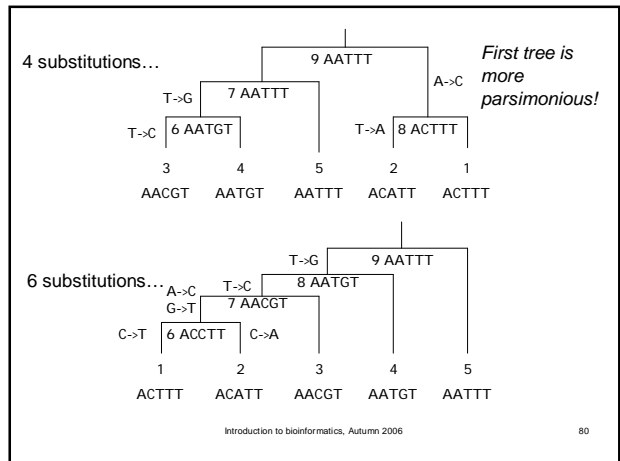 4 substitutions…
9 AATTT
First tree is
more
parsimonious!
A->C
T->G
7 AATTT
T->C
6 AATGT
T->A
8 ACTTT
3 4 5 2 1
AACGT AATGT AATTT ACATT ACTTT
6 substitutions…
T->G
9 AATTT
8 AATGT
A->C
G->T
T->C
7 AACGT
C->T
6 ACCTT
C->A
1 2 3 4 5
ACTTT ACATT AACGT AATGT AATTT
Introduction to bioinformatics, Autumn 2006 80